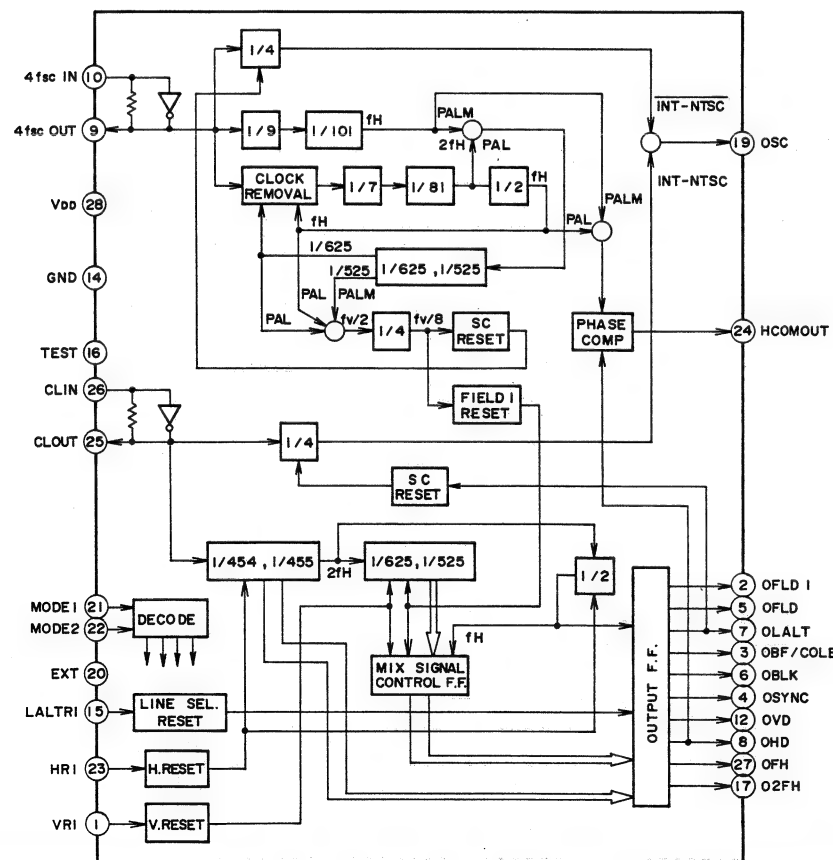 1/4
4fsc IN 10
INT-NTSC
4fsc OUT 9
1/9
1/101
fH
PALM
2fH
PAL
19 OSC
INT-NTSC
CLOCK REMOVAL
1/7
1/81
1/2
fH
PALM
VDD 28
fH
PAL
1/625
1/625, 1/525
1/525
GND 14
PAL
PALM
PAL
fv/2
1/4
fv/8
SC RESET
PHASE COMP
24 HCOMOUT
TEST 16
CLIN 26
FIELD 1 RESET
CLOUT 25
1/4
SC RESET
1/454, 1/455
2fH
1/625, 1/525
1/2
MODE1 21
MODE2 22
DECODE
fH
MIX SIGNAL CONTROL F.F.
EXT 20
LALTRI 15
LINE SEL. RESET
HRI 23
H.RESET
VRI 1
V.RESET
OUTPUT F.F.
2 OFLD 1
5 OFLD
7 OLALT
3 OBF/COLB
6 OBLK
4 OSYNC
12 OVD
8 OHD
27 OFH
17 O2FH